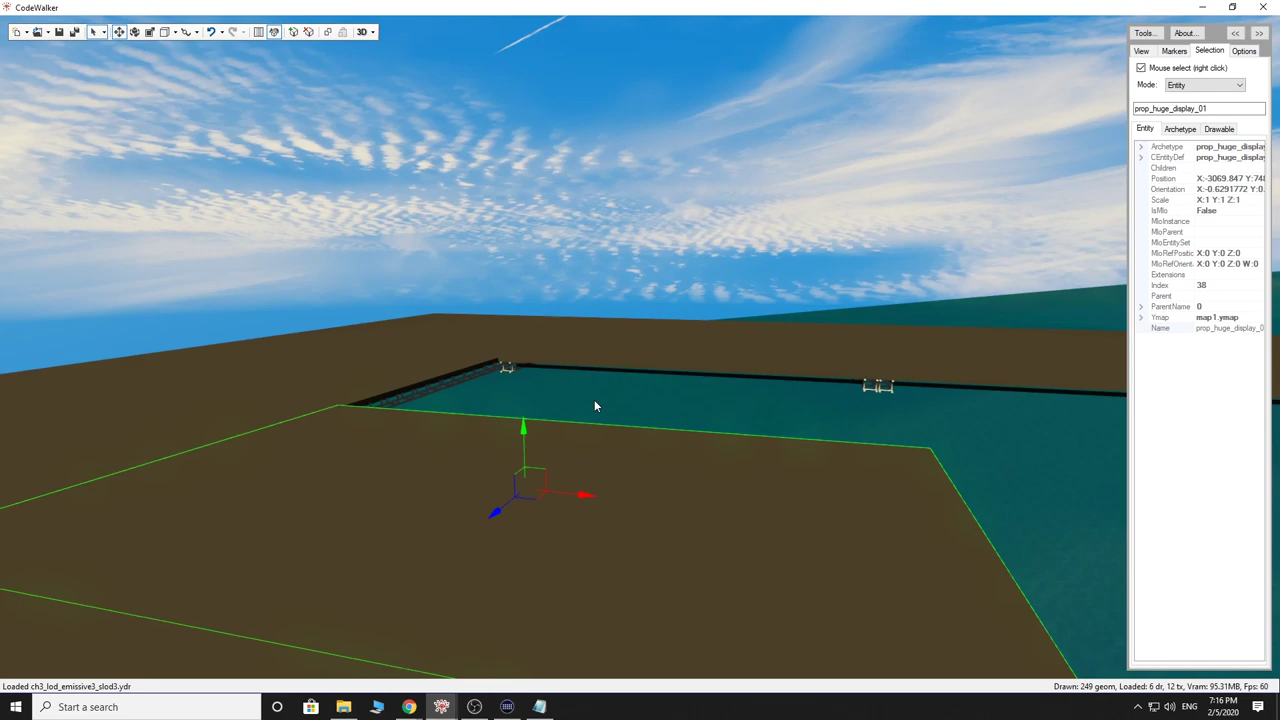 CodeWalker
3D
Tools...
About...
<<
>>
View
Markers
Selection
Options
Mouse select (right click)
Mode:
Entity
prop_huge_display_01
Entity
Archetype
Drawable
Archetype prop_huge_display
CEntityDef prop_huge_display
Children
Position X:-3069.847 Y:748
Orientation X:-0.6291772 Y:0.
Scale X:1 Y:1 Z:1
IsMlo False
MloInstance
MloParent
MloEntitySet
MloRefPositic X:0 Y:0 Z:0
MloRefOrient X:0 Y:0 Z:0 W:0
Extensions
Index 38
Parent
ParentName 0
Ymap map1.ymap
Name prop_huge_display_0
Loaded ch3_lod_emissive3_slod3.ydr
Drawn: 249 geom, Loaded: 6 dr, 12 tx, Vram: 95.31MB, Fps: 60
Start a search
ENG
7:16 PM
2/5/2020